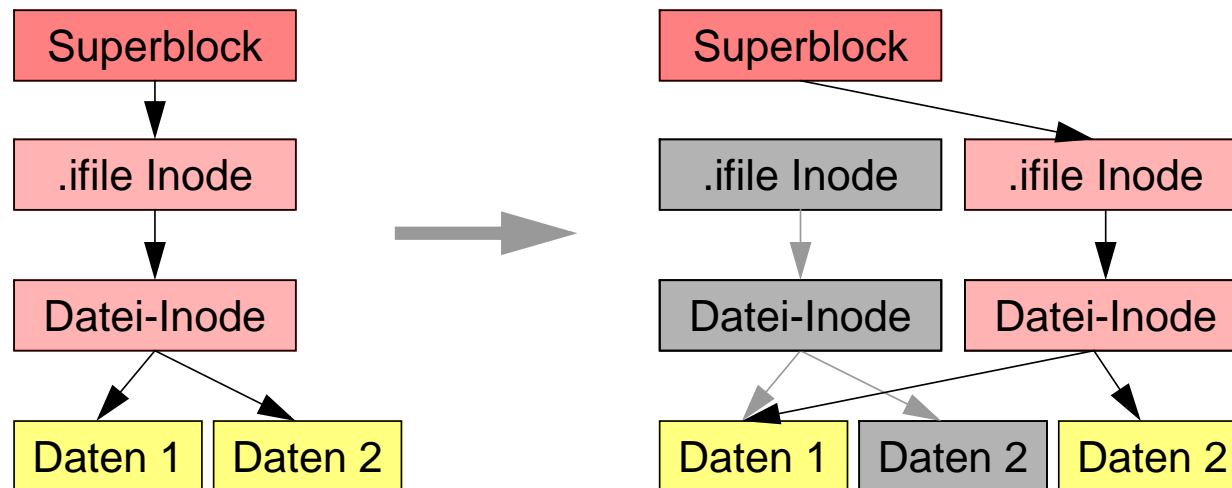 Superblock
.ifile Inode
Datei-Inode
Daten 1
Daten 2
Superblock
.ifile Inode
.ifile Inode
Datei-Inode
Datei-Inode
Daten 1
Daten 2
Daten 2